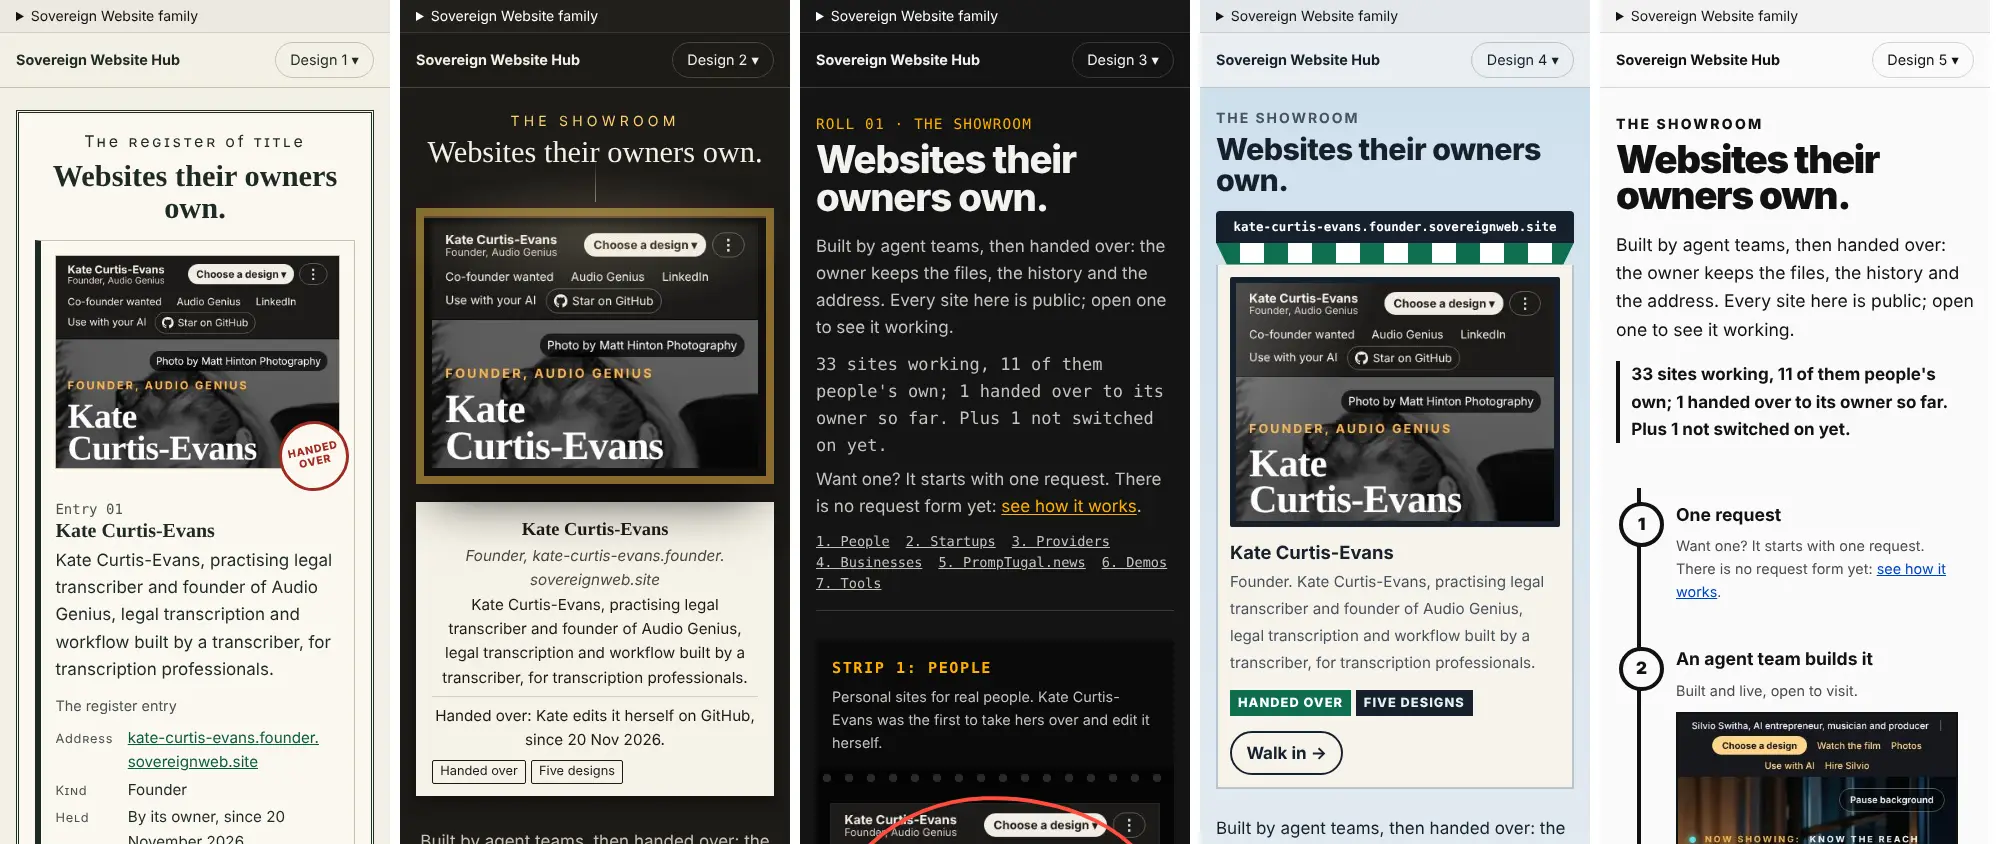 ▶ Sovereign Website family
Sovereign Website Hub
Design 1 ▾
The register of title
Websites their owners
own.
Kate Curtis-Evans
Founder, Audio Genius
Choose a design ▾
⋮
Co-founder wanted Audio Genius LinkedIn
Use with your AI Star on GitHub
Photo by Matt Hinton Photography
FOUNDER, AUDIO GENIUS
Kate
Curtis-Evans
HANDED
OVER
Entry 01
Kate Curtis-Evans
Kate Curtis-Evans, practising legal
transcriber and founder of Audio
Genius, legal transcription and
workflow built by a transcriber, for
transcription professionals.
The register entry
Address kate-curtis-evans.founder.
sovereignweb.site
Kind Founder
Held By its owner, since 20
November 2026
▶ Sovereign Website family
Sovereign Website Hub
Design 2 ▾
THE SHOWROOM
Websites their owners own.
Kate Curtis-Evans
Founder, Audio Genius
Choose a design ▾
⋮
Co-founder wanted Audio Genius LinkedIn
Use with your AI Star on GitHub
Photo by Matt Hinton Photography
FOUNDER, AUDIO GENIUS
Kate
Curtis-Evans
Kate Curtis-Evans
Founder, kate-curtis-evans.founder.
sovereignweb.site
Kate Curtis-Evans, practising legal
transcriber and founder of Audio Genius,
legal transcription and workflow built by a
transcriber, for transcription professionals.
Handed over: Kate edits it herself on GitHub,
since 20 Nov 2026.
Handed over Five designs
Built by agent teams, then handed over: the
▶ Sovereign Website family
Sovereign Website Hub
Design 3 ▾
ROLL 01 · THE SHOWROOM
Websites their
owners own.
Built by agent teams, then handed over: the
owner keeps the files, the history and the
address. Every site here is public; open one
to see it working.
33 sites working, 11 of them
people's own; 1 handed over to its
owner so far. Plus 1 not switched
on yet.
Want one? It starts with one request. There
is no request form yet: see how it works.
1. People 2. Startups 3. Providers
4. Businesses 5. PrompTugal.news 6. Demos
7. Tools
STRIP 1: PEOPLE
Personal sites for real people. Kate Curtis-
Evans was the first to take hers over and edit it
herself.
Kate Curtis-Evans
Founder, Audio Genius
Choose a design ▾
⋮
▶ Sovereign Website family
Sovereign Website Hub
Design 4 ▾
THE SHOWROOM
Websites their owners
own.
kate-curtis-evans.founder.sovereignweb.site
Kate Curtis-Evans
Founder, Audio Genius
Choose a design ▾
⋮
Co-founder wanted Audio Genius LinkedIn
Use with your AI Star on GitHub
Photo by Matt Hinton Photography
FOUNDER, AUDIO GENIUS
Kate
Curtis-Evans
Kate Curtis-Evans
Founder. Kate Curtis-Evans, practising legal
transcriber and founder of Audio Genius,
legal transcription and workflow built by a
transcriber, for transcription professionals.
HANDED OVER FIVE DESIGNS
Walk in →
Built by agent teams, then handed over: the
▶ Sovereign Website family
Sovereign Website Hub
Design 5 ▾
THE SHOWROOM
Websites their
owners own.
Built by agent teams, then handed over:
the owner keeps the files, the history and
the address. Every site here is public; open
one to see it working.
33 sites working, 11 of them people's
own; 1 handed over to its owner so far.
Plus 1 not switched on yet.
1 One request
Want one? It starts with one request.
There is no request form yet: see how it
works.
2 An agent team builds it
Built and live, open to visit.
Silvio Switha, AI entrepreneur, musician and producer
Choose a design Watch the film Photos
Use with AI Hire Silvio
Pause background
NOW SHOWING: KNOW THE REACH